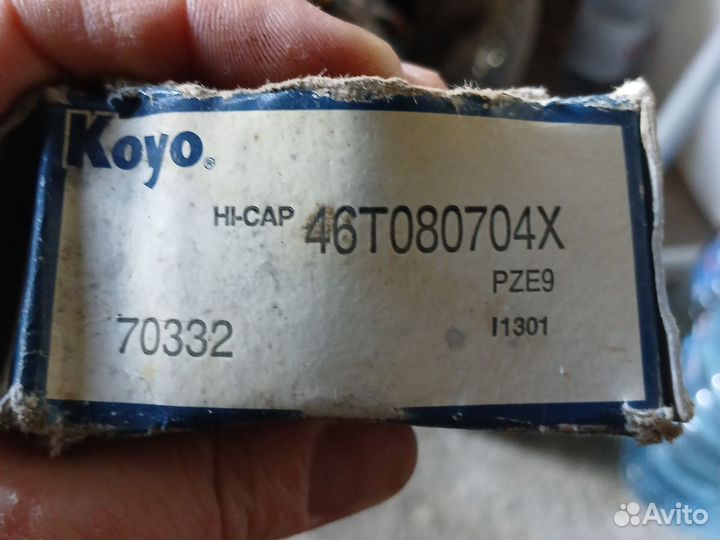 Koyo®
HI-CAP 46T080704X
PZE9
70332 I1301
Avito